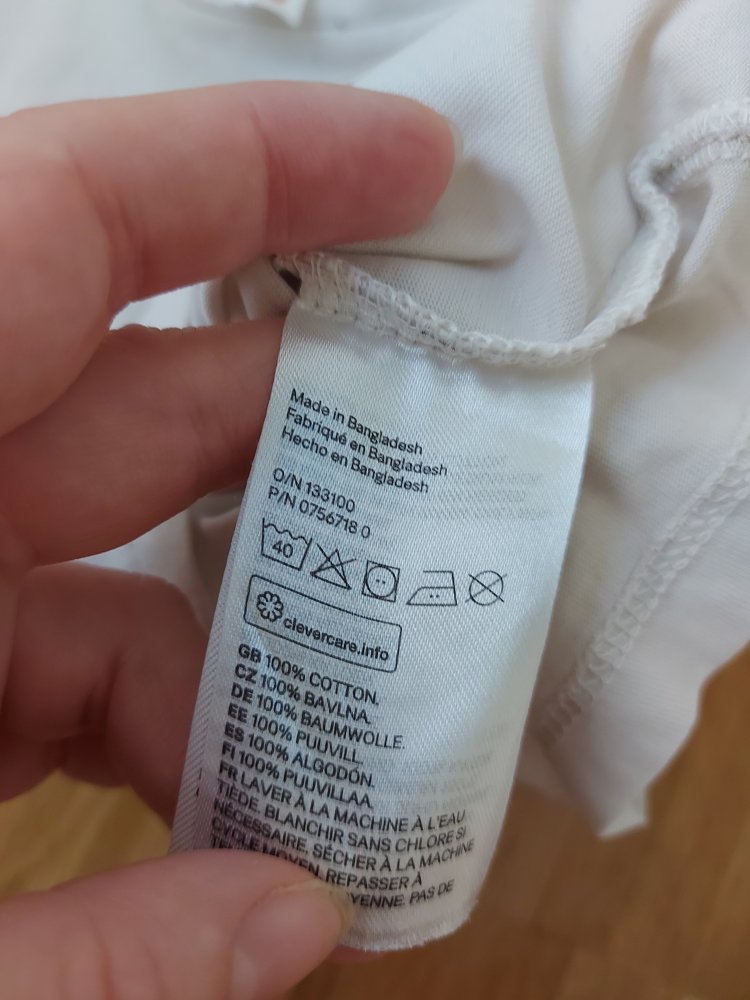 Made in Bangladesh
Fabriqué en Bangladesh
Hecho en Bangladesh
O/N 133100
P/N 0756718 0
40
clevercare.info
GB 100% COTTON.
CZ 100% BAVLNA.
DE 100% BAUMWOLLE.
EE 100% PUUVILL.
ES 100% ALGODÓN.
FI 100% PUUVILLAA.
FR LAVER À LA MACHINE À L'EAU
TIÈDE. BLANCHIR SANS CHLORE SI
NÉCESSAIRE. SÉCHER À LA MACHINE
MOYEN. REPASSER À
PAS DE